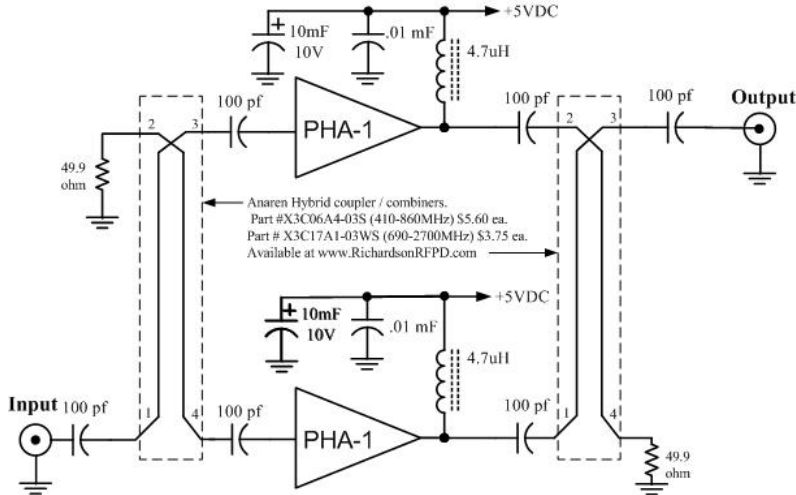 +5VDC
10mF
10V
.01 mF
4.7uH
100 pf
100 pf
100 pf
Output
2
3
PHA-1
2
3
49.9
ohm
Anaren Hybrid coupler / combiners.
Part #X3C06A4-03S (410-860MHz) $5.60 ea.
Part # X3C17A1-03WS (690-2700MHz) $3.75 ea.
Available at www.RichardsonRFPD.com
+5VDC
10mF
10V
.01 mF
4.7uH
Input
100 pf
1
4
100 pf
PHA-1
100 pf
1
4
49.9
ohm